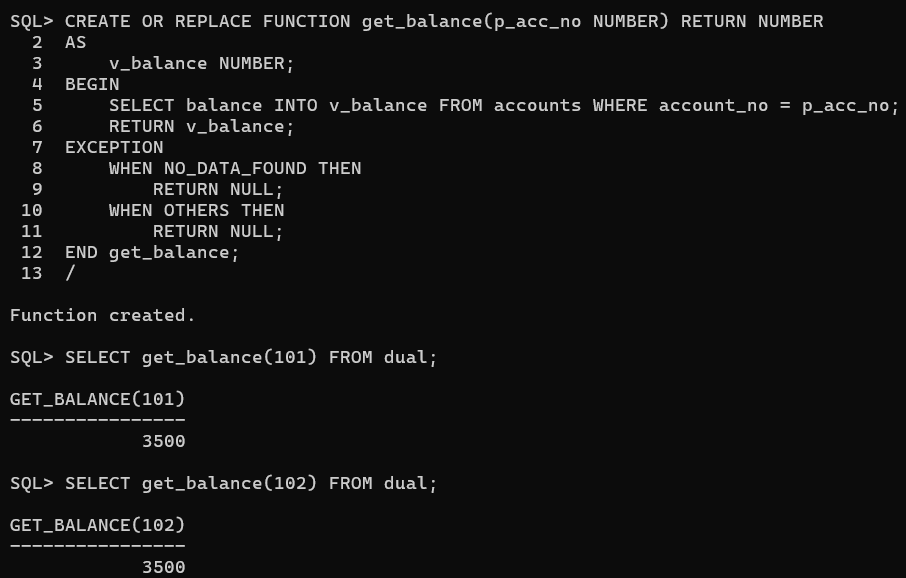 SQL> CREATE OR REPLACE FUNCTION get_balance(p_acc_no NUMBER) RETURN NUMBER
  2  AS
  3      v_balance NUMBER;
  4  BEGIN
  5      SELECT balance INTO v_balance FROM accounts WHERE account_no = p_acc_no;
  6      RETURN v_balance;
  7  EXCEPTION
  8      WHEN NO_DATA_FOUND THEN
  9          RETURN NULL;
 10      WHEN OTHERS THEN
 11          RETURN NULL;
 12  END get_balance;
 13  /
Function created.
SQL> SELECT get_balance(101) FROM dual;
GET_BALANCE(101)
----------------
            3500
SQL> SELECT get_balance(102) FROM dual;
GET_BALANCE(102)
----------------
            3500